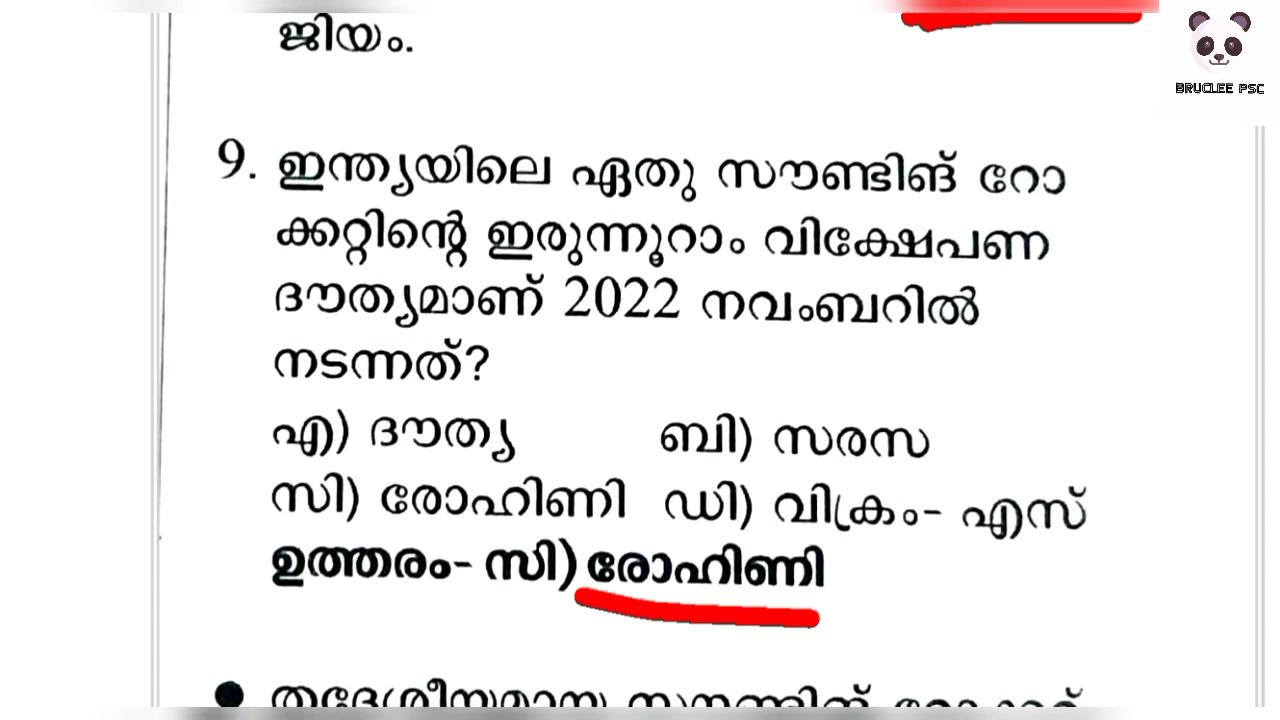 ജിയം.
BRUCLEE PSC
9. ഇന്ത്യയിലെ ഏതു സൗണ്ടിങ് റോ
ക്കറ്റിന്റെ ഇരുന്നൂറാം വിക്ഷേപണ
ദൗത്യമാണ് 2022 നവംബറിൽ
നടന്നത്?
എ) ദൗത്യ ബി) സരസ
സി) രോഹിണി ഡി) വിക്രം- എസ്
ഉത്തരം- സി) രോഹിണി